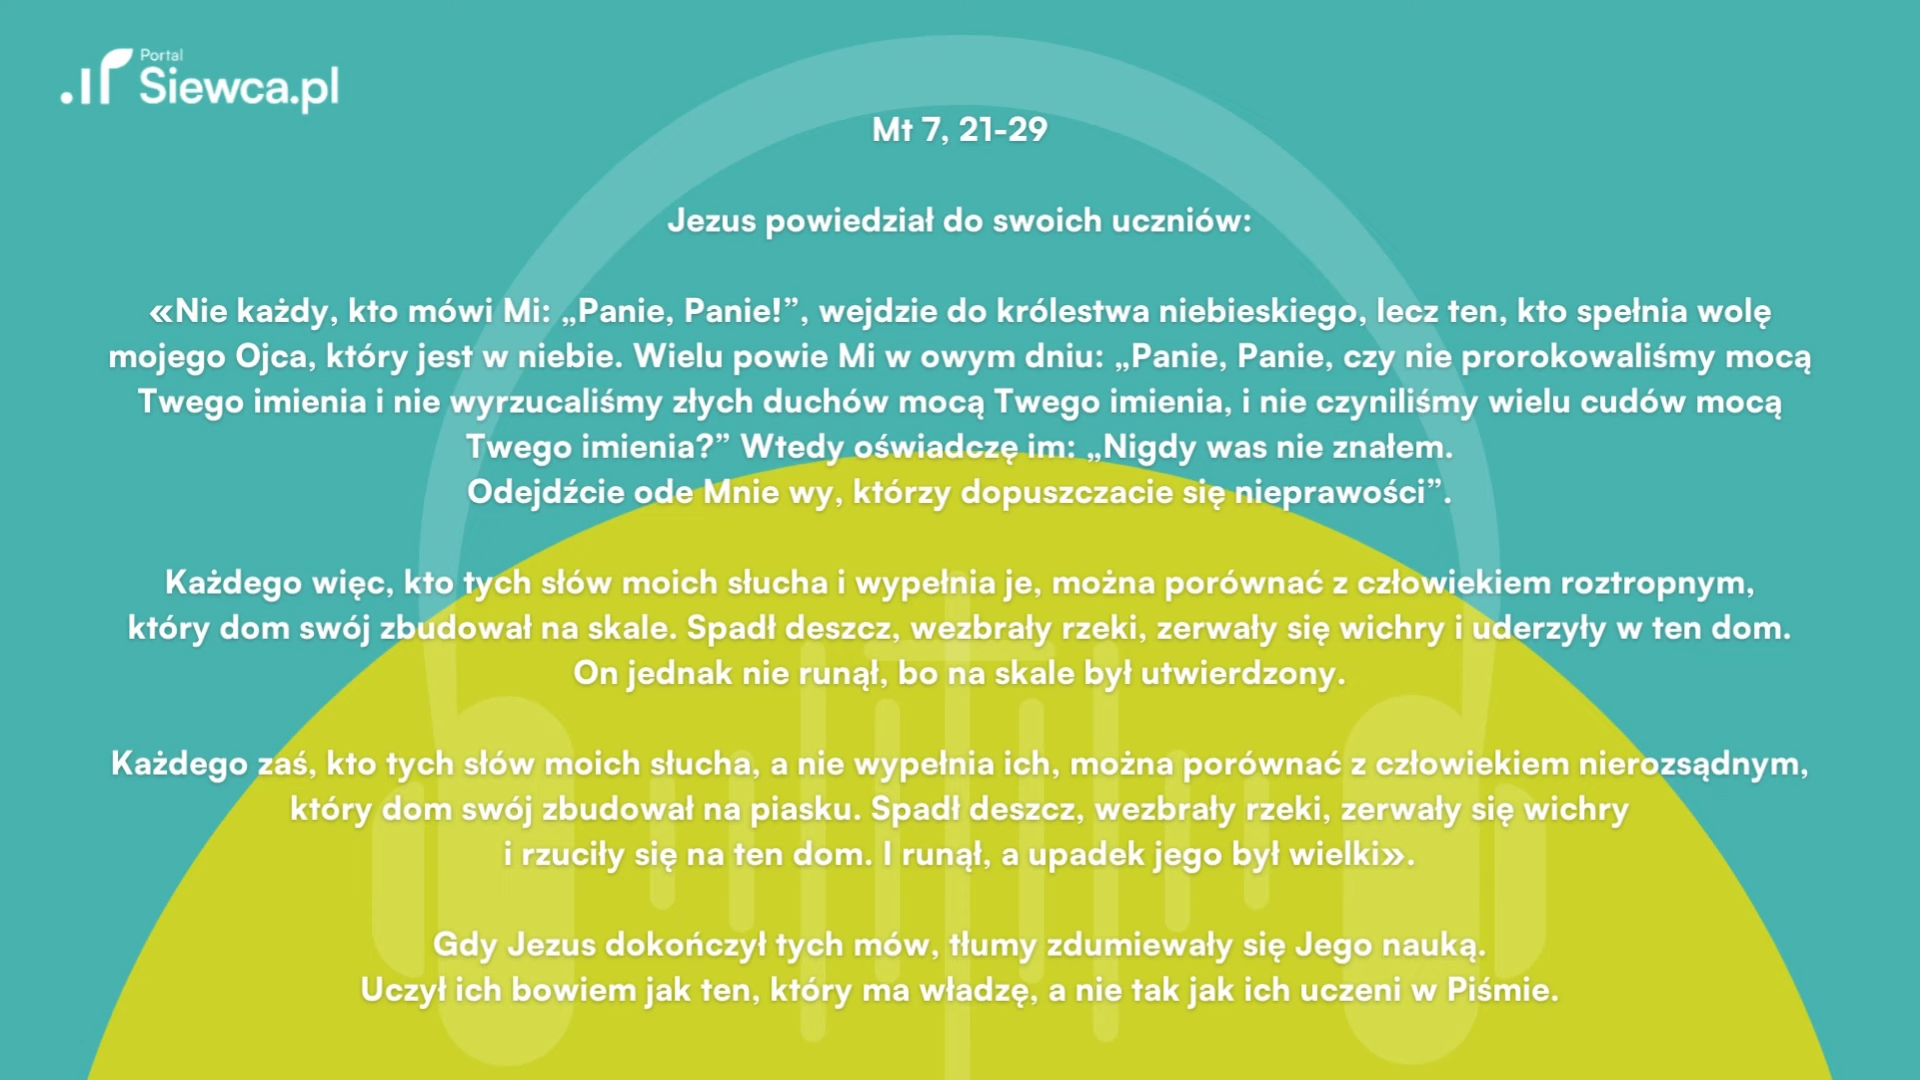 Portal
Siewca.pl
Mt 7, 21-29
Jezus powiedział do swoich uczniów:
«Nie każdy, kto mówi Mi: „Panie, Panie!”, wejdzie do królestwa niebieskiego, lecz ten, kto spełnia wolę
mojego Ojca, który jest w niebie. Wielu powie Mi w owym dniu: „Panie, Panie, czy nie prorokowaliśmy mocą
Twego imienia i nie wyrzucaliśmy złych duchów mocą Twego imienia, i nie czyniliśmy wielu cudów mocą
Twego imienia?” Wtedy oświadczę im: „Nigdy was nie znałem.
Odejdźcie ode Mnie wy, którzy dopuszczacie się nieprawości”.
Każdego więc, kto tych słów moich słucha i wypełnia je, można porównać z człowiekiem roztropnym,
który dom swój zbudował na skale. Spadł deszcz, wezbrały rzeki, zerwały się wichry i uderzyły w ten dom.
On jednak nie runął, bo na skale był utwierdzony.
Każdego zaś, kto tych słów moich słucha, a nie wypełnia ich, można porównać z człowiekiem nierozsądnym,
który dom swój zbudował na piasku. Spadł deszcz, wezbrały rzeki, zerwały się wichry
i rzuciły się na ten dom. I runął, a upadek jego był wielki».
Gdy Jezus dokończył tych mów, tłumy zdumiewały się Jego nauką.
Uczył ich bowiem jak ten, który ma władzę, a nie tak jak ich uczeni w Piśmie.